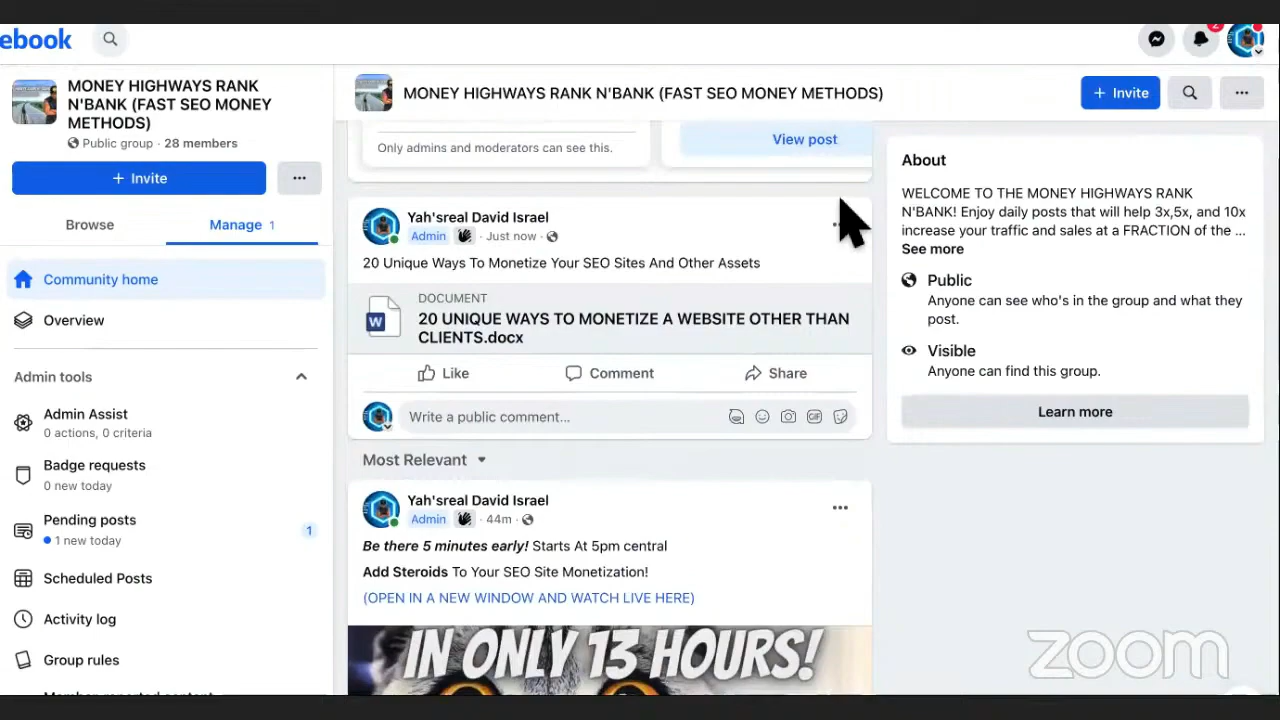 ebook
2
MONEY HIGHWAYS RANK
N'BANK (FAST SEO MONEY
METHODS)
Public group · 28 members
+ Invite
Browse
Manage 1
Community home
Overview
Admin tools
Admin Assist
0 actions, 0 criteria
Badge requests
0 new today
Pending posts
1 new today
1
Scheduled Posts
Activity log
Group rules
Member-reported content
MONEY HIGHWAYS RANK N'BANK (FAST SEO MONEY METHODS)
+ Invite
Only admins and moderators can see this.
View post
Yah'sreal David Israel
Admin · Just now ·
20 Unique Ways To Monetize Your SEO Sites And Other Assets
W
DOCUMENT
20 UNIQUE WAYS TO MONETIZE A WEBSITE OTHER THAN
CLIENTS.docx
Like
Comment
Share
Write a public comment...
GIF
Most Relevant
Yah'sreal David Israel
Admin · 44m ·
Be there 5 minutes early! Starts At 5pm central
Add Steroids To Your SEO Site Monetization!
(OPEN IN A NEW WINDOW AND WATCH LIVE HERE)
IN ONLY 13 HOURS!
About
WELCOME TO THE MONEY HIGHWAYS RANK
N'BANK! Enjoy daily posts that will help 3x,5x, and 10x
increase your traffic and sales at a FRACTION of the ...
See more
Public
Anyone can see who's in the group and what they
post.
Visible
Anyone can find this group.
Learn more
zoom